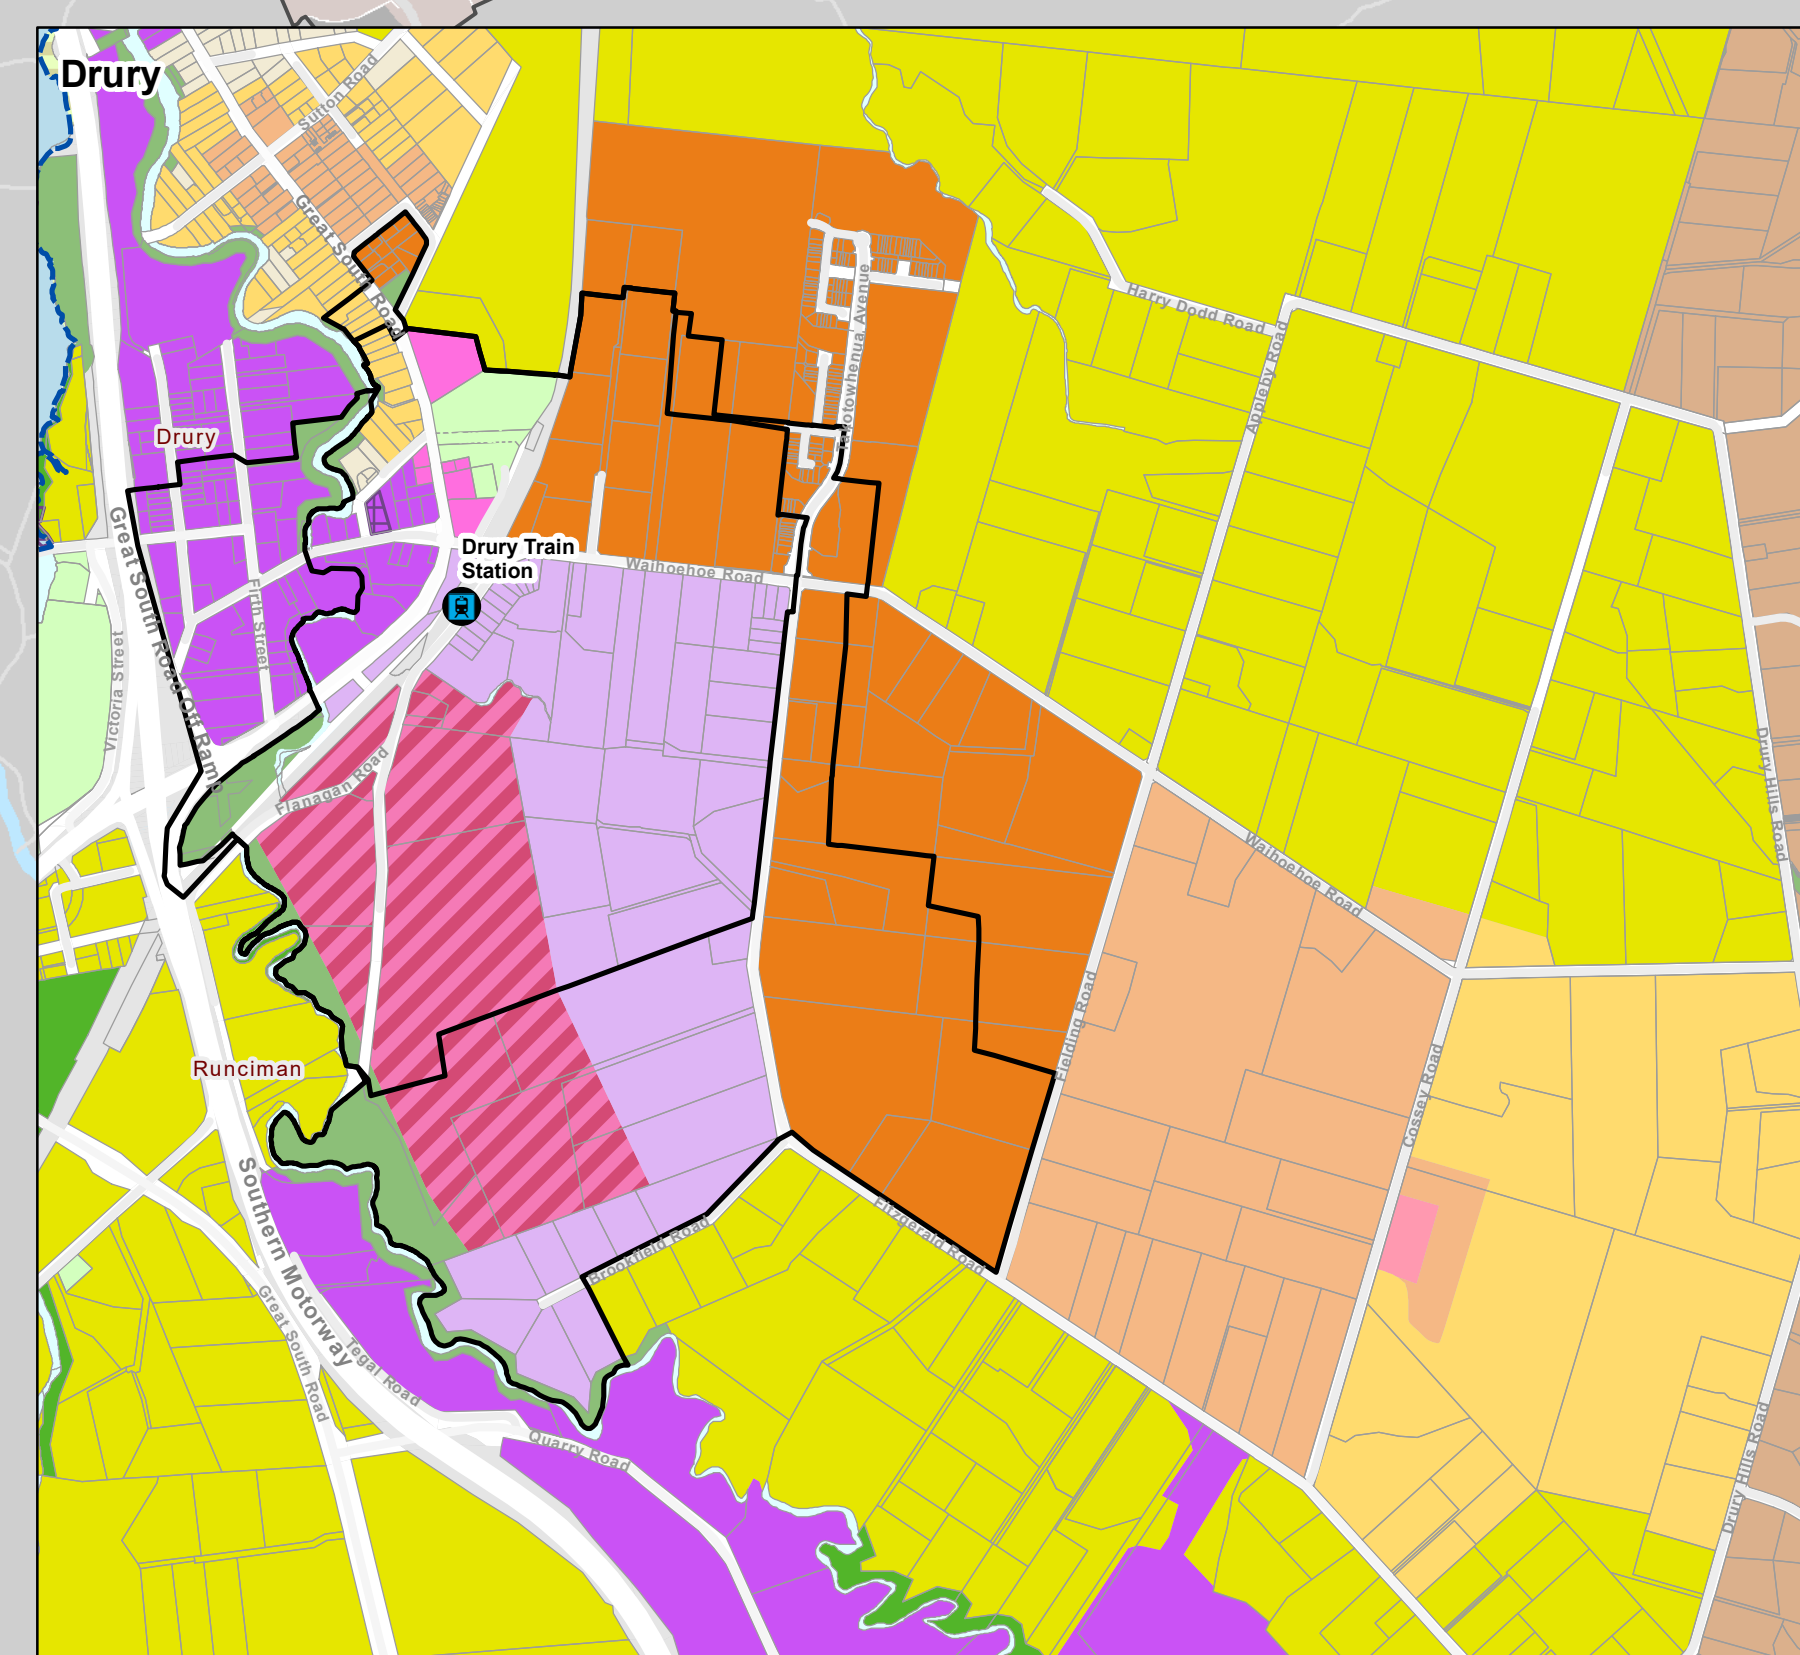 Drury
Sutton Road
Great South Road
Takotowhenua Avenue
Harry Dodd Road
Appleby Road
Drury
Great South Road Off Ramp
Drury Train
Station
Waihoehoe Road
Firth Street
Victoria Street
Flanagan Road
Drury Hills Road
Waihoehoe Road
Fielding Road
Cossey Road
Runciman
Southern Motorway
Great South Road
Tegal Road
Brookfield Road
Fitzgerald Road
Quarry Road
Drury Hills Road